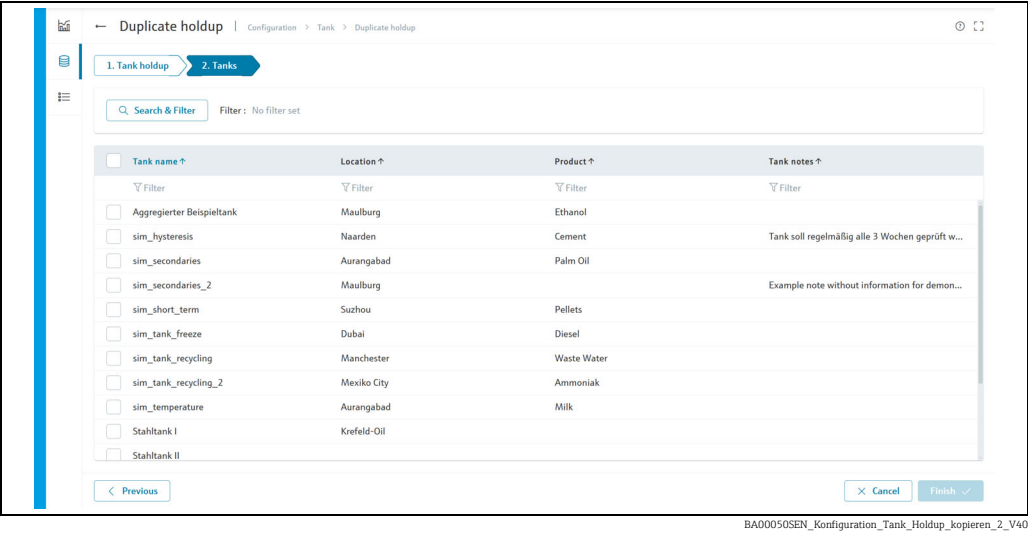 ← Duplicate holdup | Configuration > Tank > Duplicate holdup
1. Tank holdup 2. Tanks
Search & Filter Filter : No filter set
Tank name ↑ Location ↑ Product ↑ Tank notes ↑
Filter Filter Filter Filter
Aggregierter Beispieltank Maulburg Ethanol
sim_hysteresis Naarden Cement Tank soll regelmäßig alle 3 Wochen geprüft w...
sim_secondaries Aurangabad Palm Oil
sim_secondaries_2 Maulburg Example note without information for demon...
sim_short_term Suzhou Pellets
sim_tank_freeze Dubai Diesel
sim_tank_recycling Manchester Waste Water
sim_tank_recycling_2 Mexiko City Ammoniak
sim_temperature Aurangabad Milk
Stahltank I Krefeld-Oil
Stahltank II
< Previous × Cancel Finish ✓
BA00050SEN_Konfiguration_Tank_Holdup_kopieren_2_V40